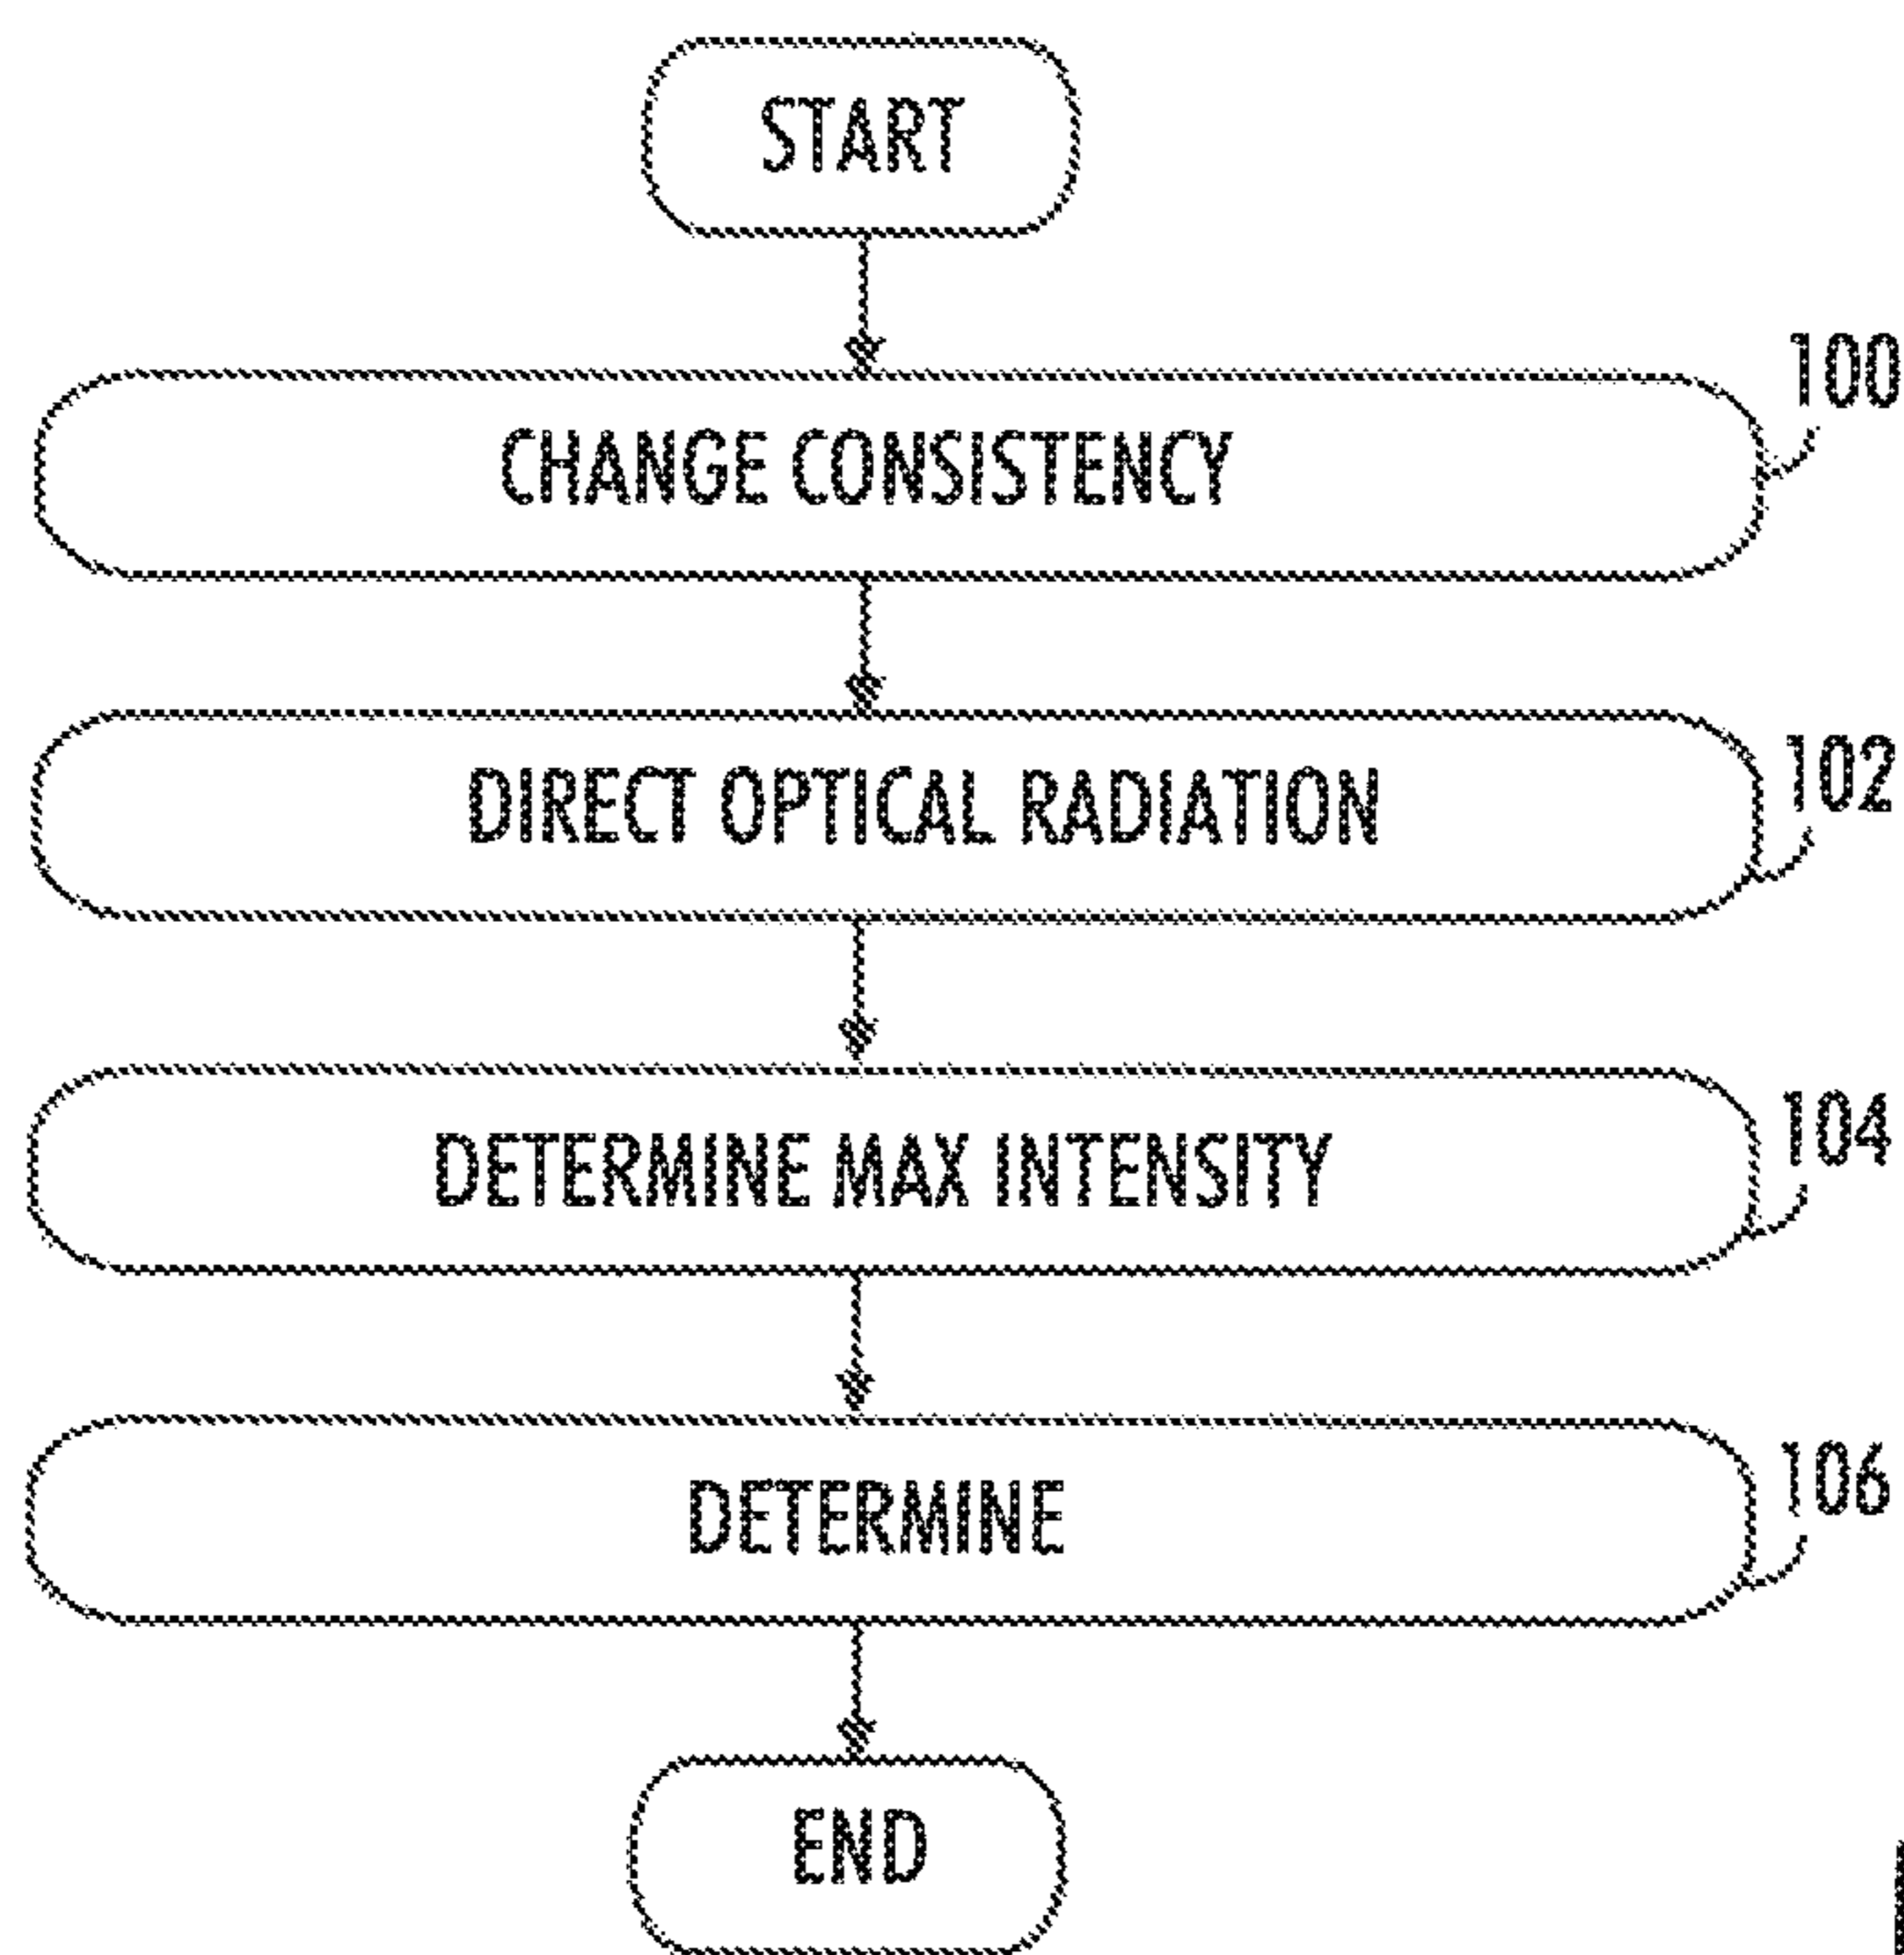 START
100
CHANGE CONSISTENCY
102
DIRECT OPTICAL RADIATION
104
DETERMINE MAX INTENSITY
106
DETERMINE
END